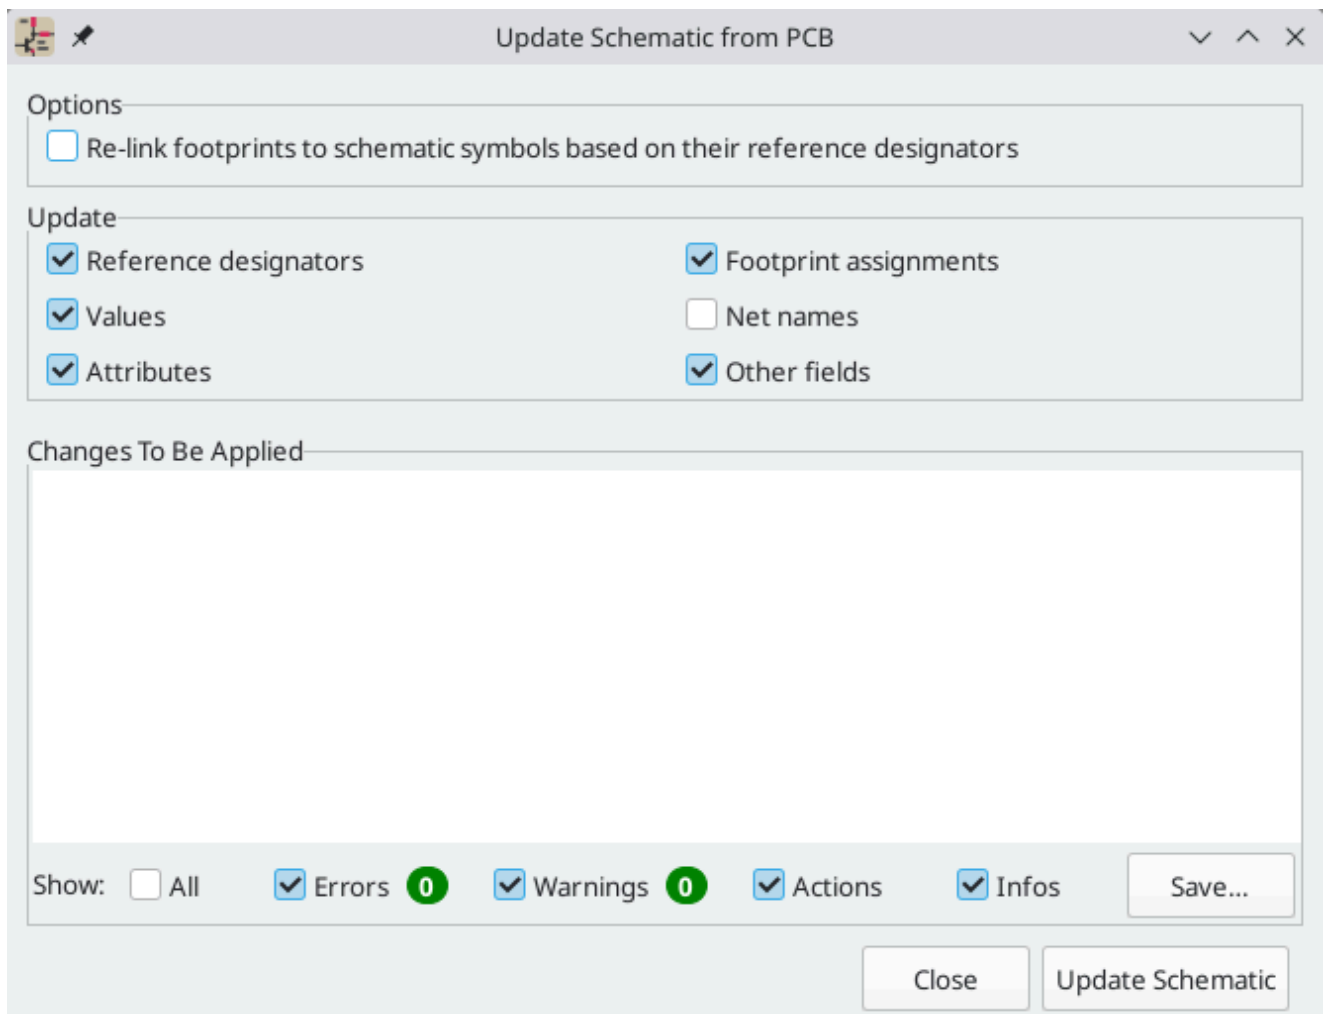 Update Schematic from PCB
Options
Re-link footprints to schematic symbols based on their reference designators
Update
Reference designators
Footprint assignments
Values
Net names
Attributes
Other fields
Changes To Be Applied
Show: All Errors 0 Warnings 0 Actions Infos Save...
Close Update Schematic